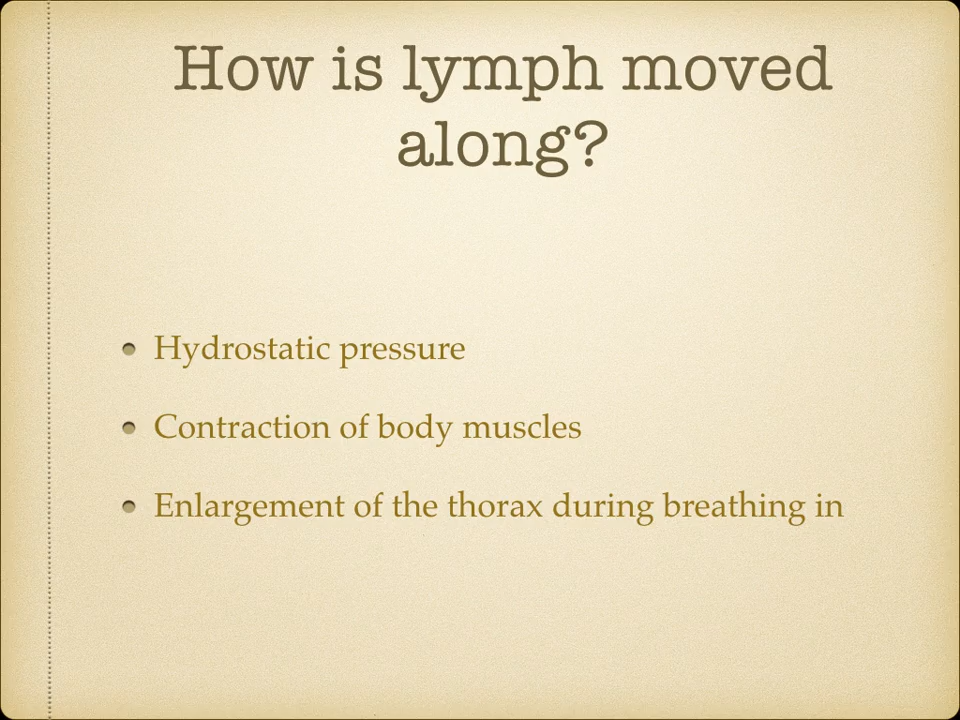 How is lymph moved
along?
• Hydrostatic pressure
• Contraction of body muscles
• Enlargement of the thorax during breathing in